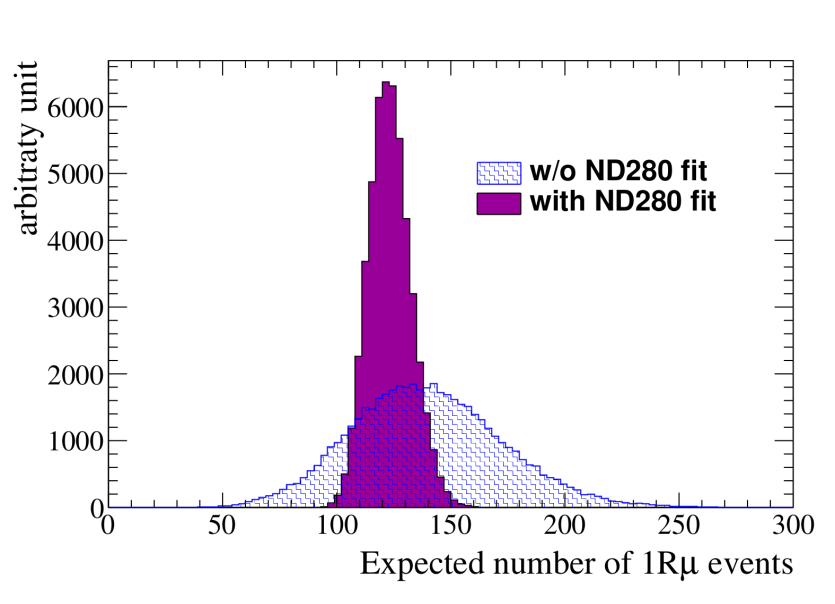 arbitraty unit
6000
5000
4000
3000
2000
1000
0
w/o ND280 fit
with ND280 fit
0 50 100 150 200 250 300
Expected number of 1Rμ events